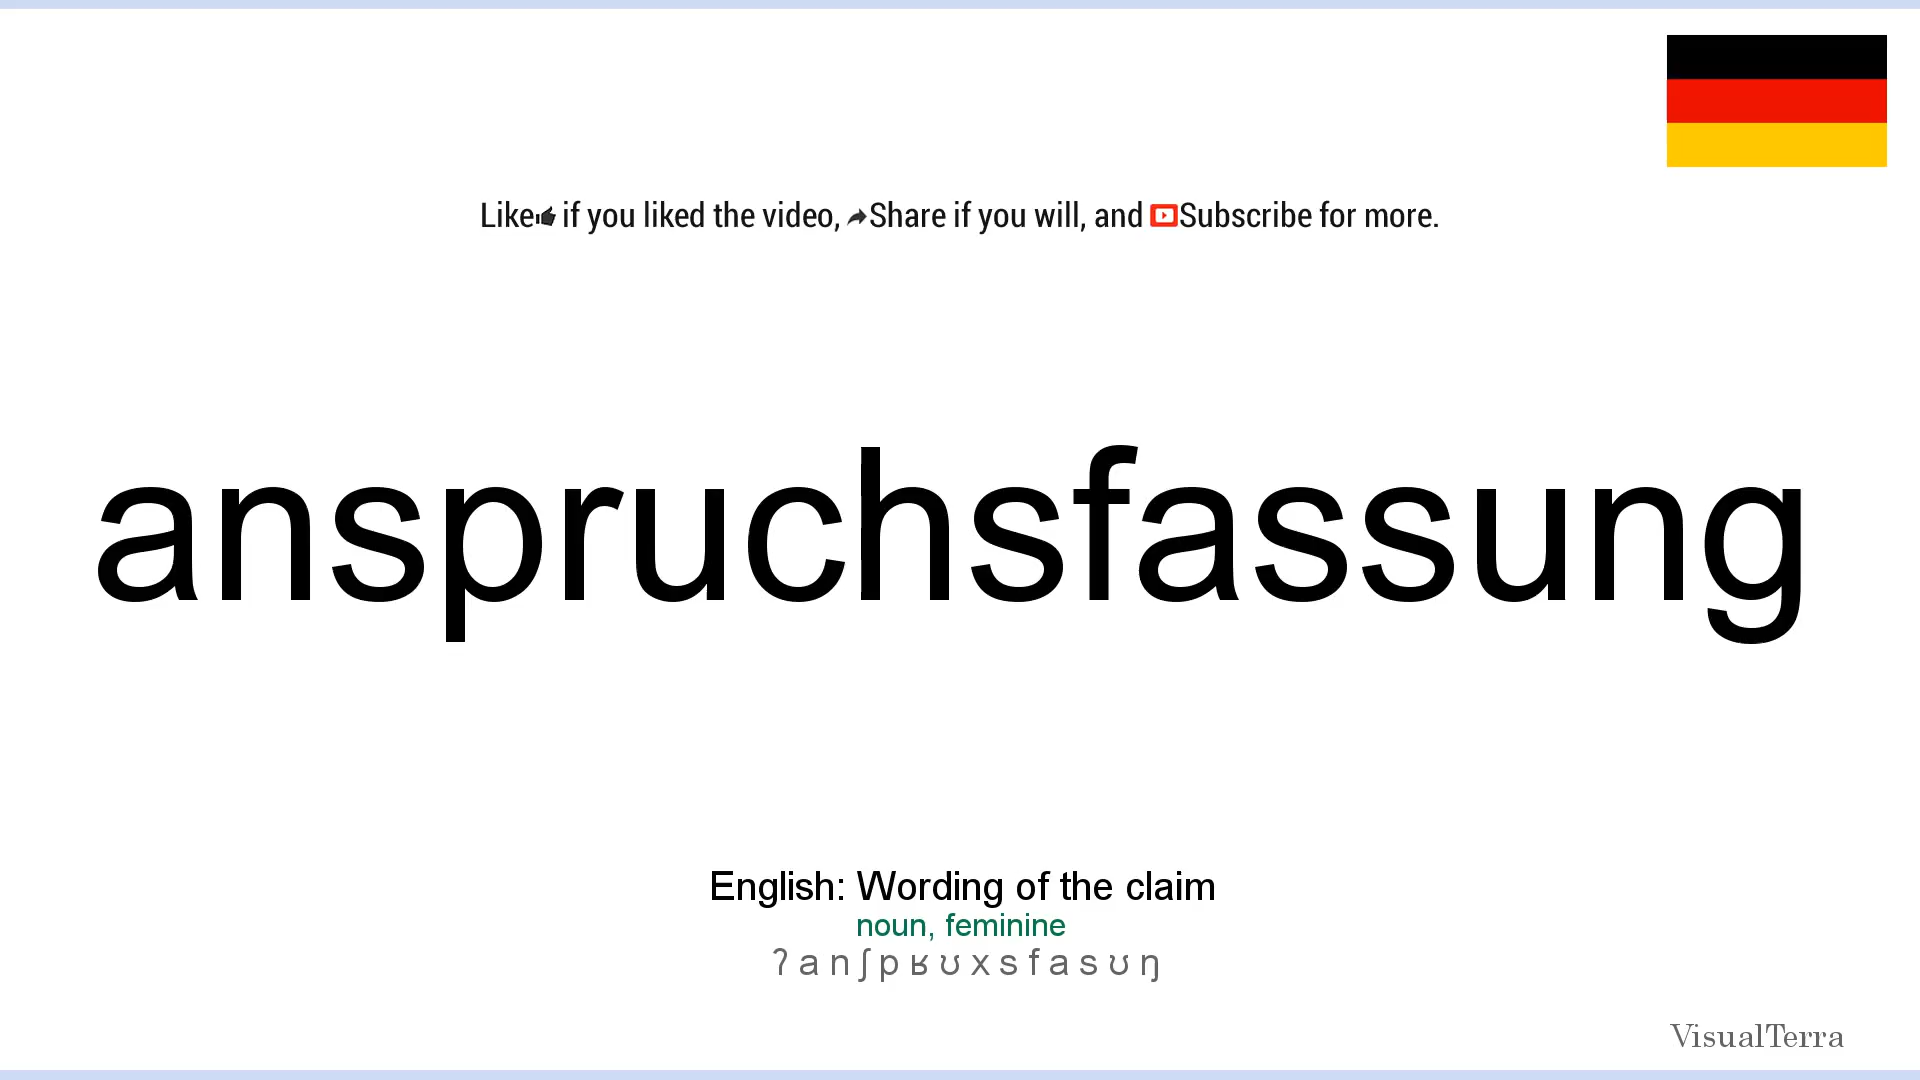 Like if you liked the video, Share if you will, and Subscribe for more.
anspruchsfassung
English: Wording of the claim
noun, feminine
ʔ a n ʃ p ʁ ʊ x s f a s ʊ ŋ
VisualTerra